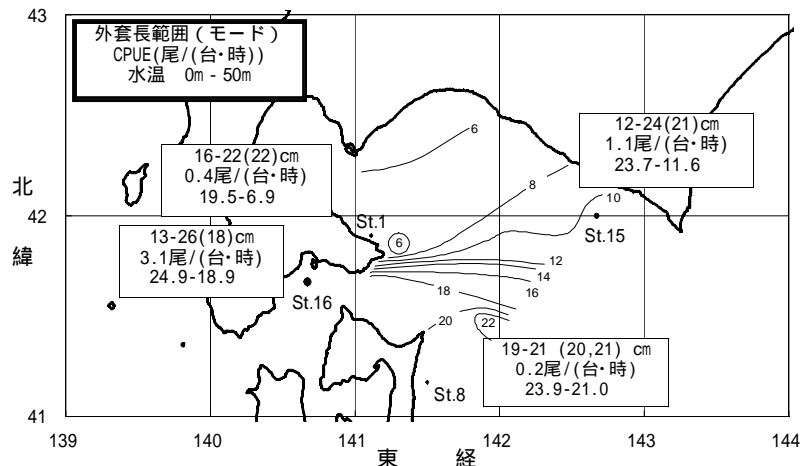 43
外套長範囲(モード)
CPUE(尾/(台・時))
水温 0m - 50m
6
12-24(21)cm
1.1尾/(台・時)
23.7-11.6
16-22(22)cm
0.4尾/(台・時)
19.5-6.9
8
10
北
緯
42
St.1
St.15
6
13-26(18)cm
3.1尾/(台・時)
24.9-18.9
12
14
16
18
St.16
20
22
19-21 (20,21) cm
0.2尾/(台・時)
23.9-21.0
St.8
41
139
140
141
142
143
144
東 経